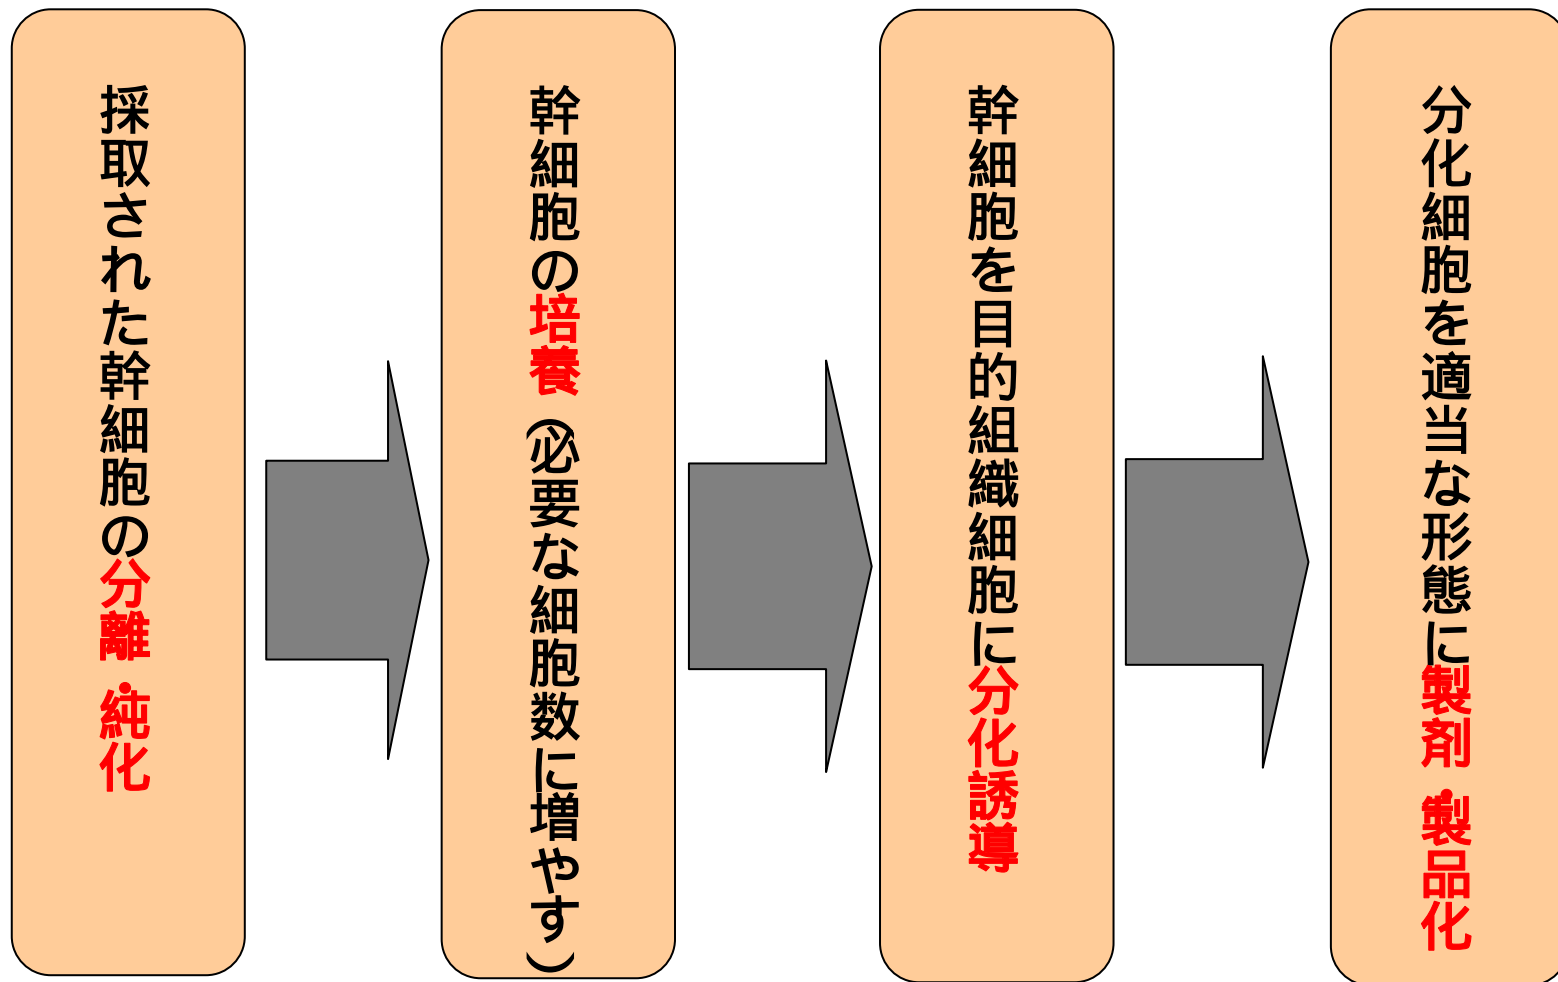 採取された幹細胞の分離・純化
幹細胞の培養（必要な細胞数に増やす）
幹細胞を目的組織細胞に分化誘導
分化細胞を適当な形態に製剤・製品化